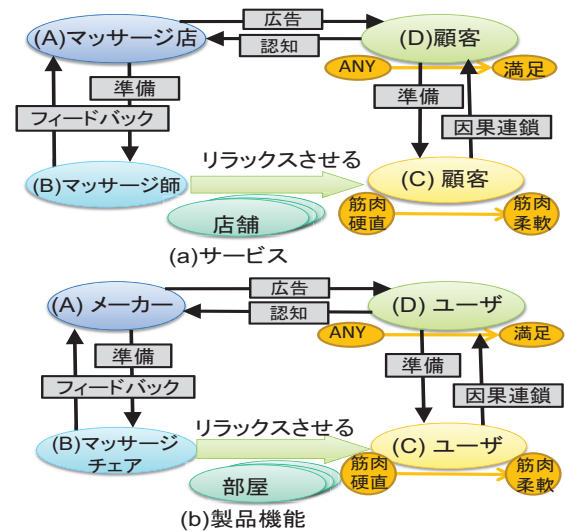 広告
(A)マッサージ店
(D)顧客
認知
ANY
満足
準備
準備
フィードバック
因果連鎖
リラックスさせる
(B)マッサージ師
(C) 顧客
店舗
筋肉
硬直
筋肉
柔軟
(a)サービス
広告
(A) メーカー
(D) ユーザ
認知
ANY
満足
準備
準備
フィードバック
因果連鎖
リラックスさせる
(B)マッサージ
チェア
(C) ユーザ
部屋
筋肉
硬直
筋肉
柔軟
(b)製品機能